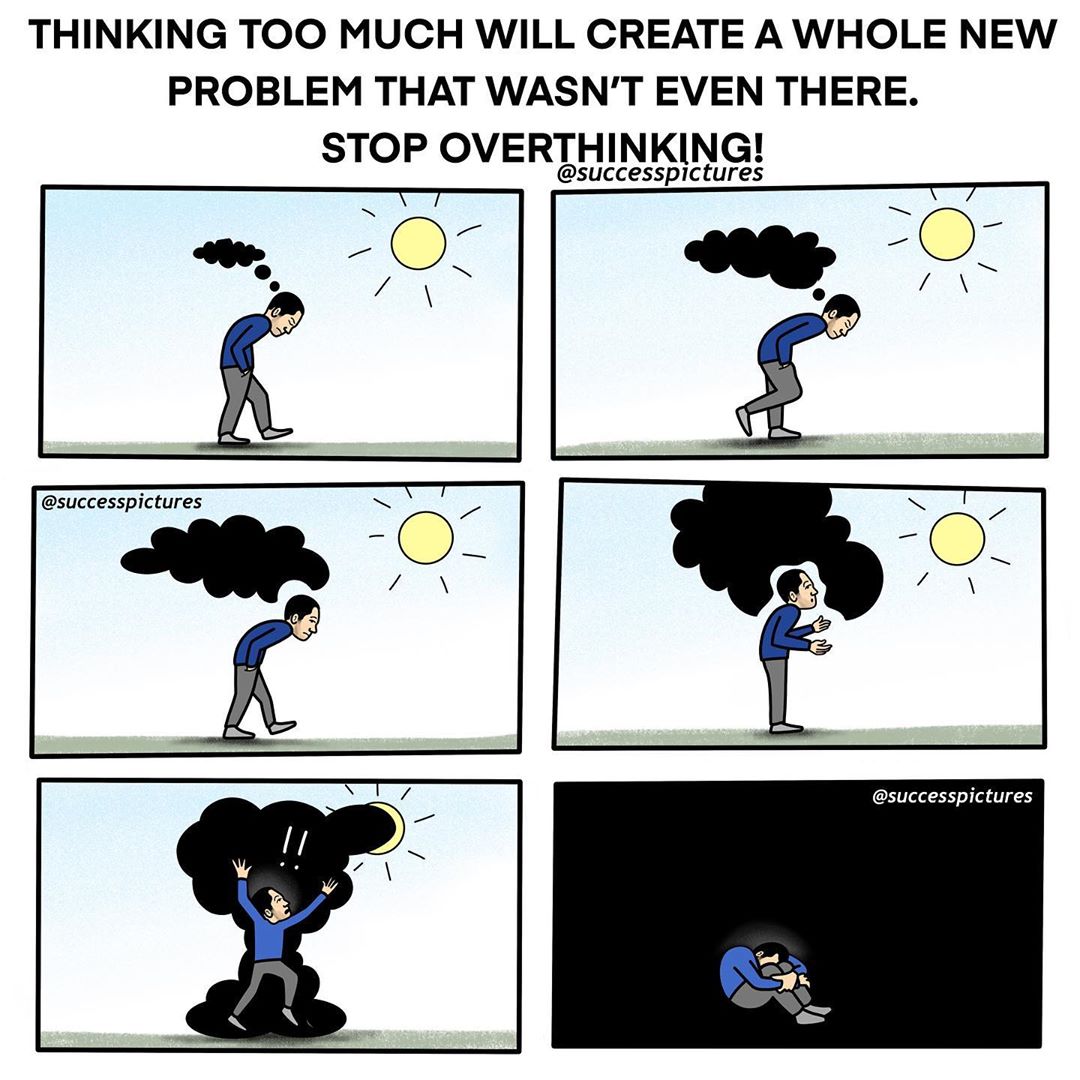 THINKING TOO MUCH WILL CREATE A WHOLE NEW
PROBLEM THAT WASN'T EVEN THERE.
STOP OVERTHINKING!
@successpictures
@successpictures
!!
@successpictures